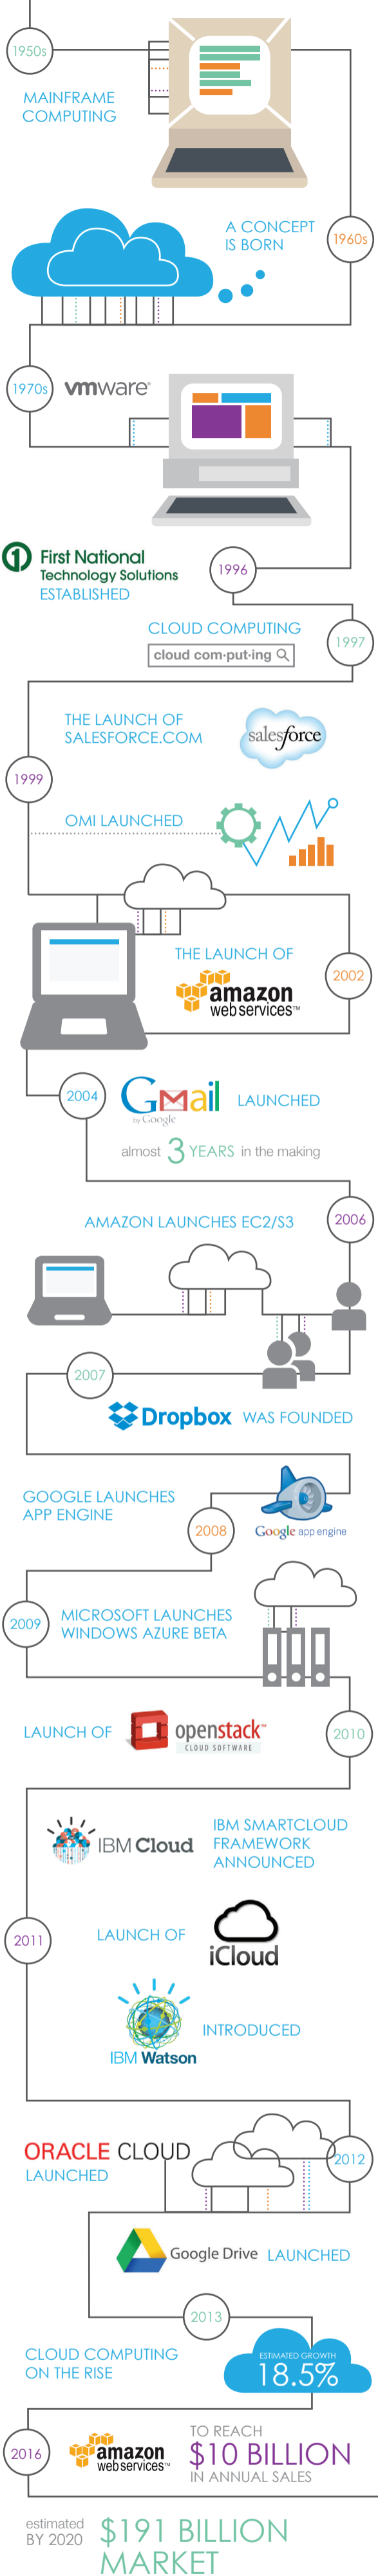 1950s
MAINFRAME
COMPUTING
A CONCEPT
IS BORN
1960s
1970s
vmware®
1 First National
Technology Solutions
ESTABLISHED
1996
CLOUD COMPUTING
cloud com·put·ing
1997
THE LAUNCH OF
SALESFORCE.COM
salesforce
1999
OMI LAUNCHED
THE LAUNCH OF
amazon
web services™
2002
2004
Gmail
by Google
LAUNCHED
almost 3 YEARS in the making
AMAZON LAUNCHES EC2/S3
2006
2007
Dropbox WAS FOUNDED
GOOGLE LAUNCHES
APP ENGINE
2008
Google app engine
2009
MICROSOFT LAUNCHES
WINDOWS AZURE BETA
LAUNCH OF
openstack™
CLOUD SOFTWARE
2010
IBM Cloud
IBM SMARTCLOUD
FRAMEWORK
ANNOUNCED
2011
LAUNCH OF
iCloud
IBM Watson
INTRODUCED
ORACLE CLOUD
LAUNCHED
2012
Google Drive LAUNCHED
2013
CLOUD COMPUTING
ON THE RISE
ESTIMATED GROWTH
18.5%
2016
amazon
web services™
TO REACH
$10 BILLION
IN ANNUAL SALES
estimated
BY 2020
$191 BILLION
MARKET